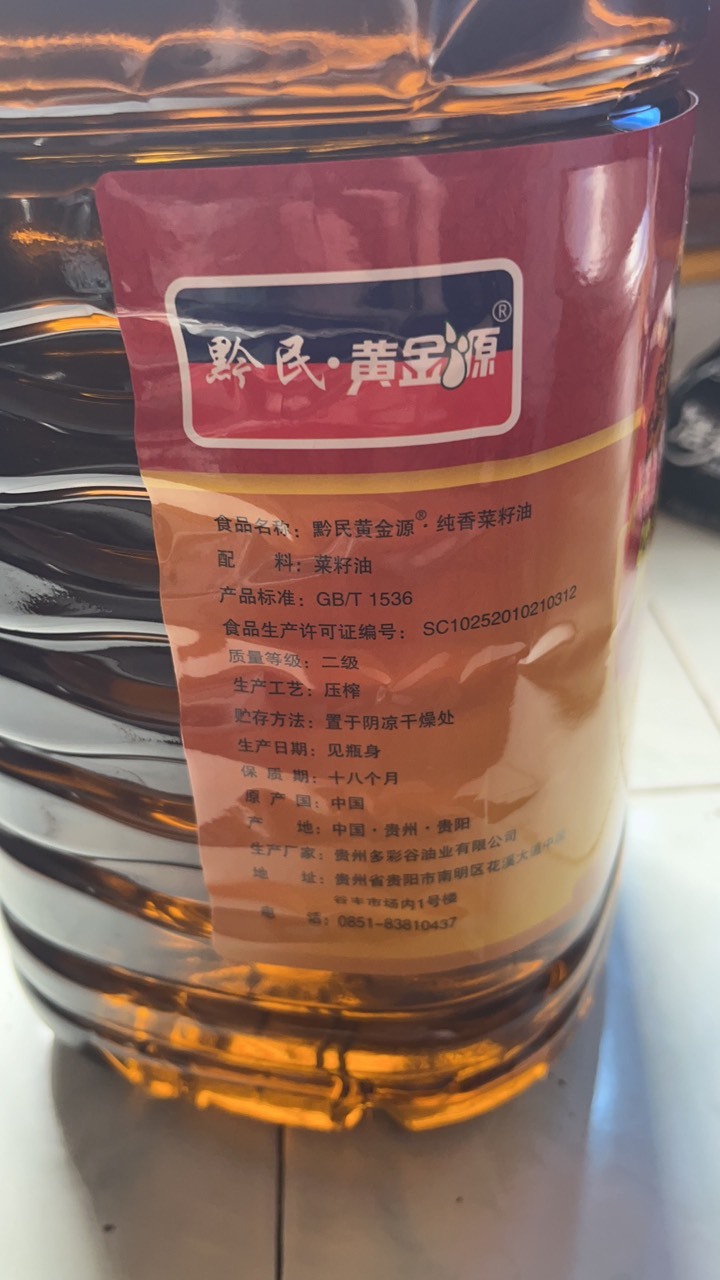 黔民·黄金源®
食品名称：黔民黄金源®·纯香菜籽油
配 料：菜籽油
产品标准：GB/T 1536
食品生产许可证编号：SC10252010210312
质量等级：二级
生产工艺：压榨
贮存方法：置于阴凉干燥处
生产日期：见瓶身
保质期：十八个月
原产国：中国
产 地：中国·贵州·贵阳
生产厂家：贵州多彩谷油业有限公司
地 址：贵州省贵阳市南明区花溪大道中
市场内1号楼
电 话：0851-83810437